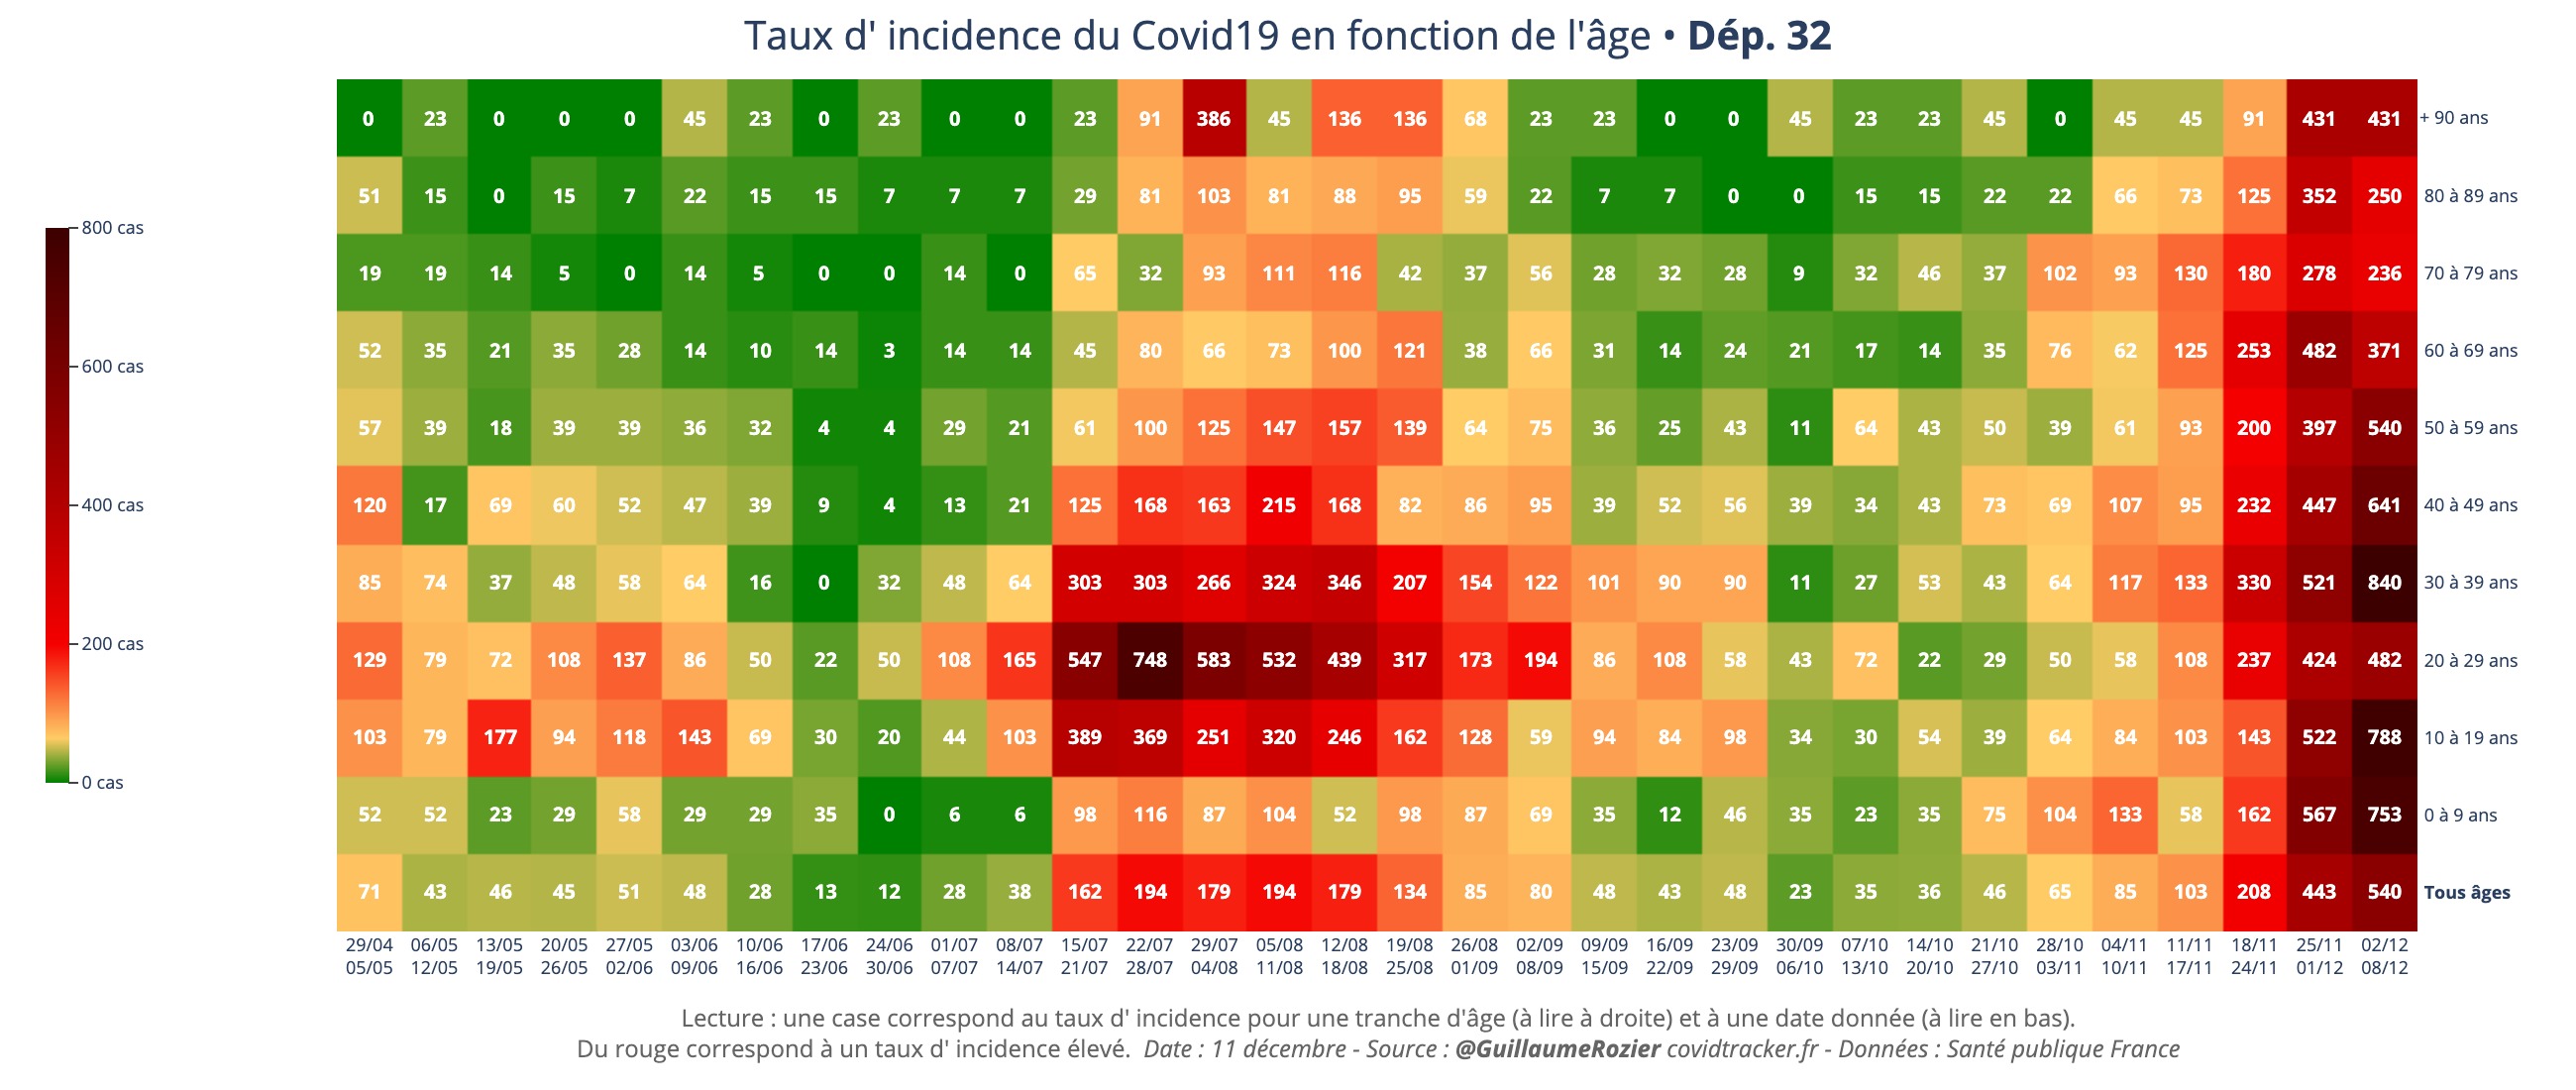 Taux d' incidence du Covid19 en fonction de l'âge • Dép. 32
800 cas
600 cas
400 cas
200 cas
0 cas
0 23 0 0 0 45 23 0 23 0 0 23 91 386 45 136 136 68 23 23 0 0 45 23 23 45 0 45 45 91 431 431 + 90 ans
51 15 0 15 7 22 15 15 7 7 7 29 81 103 81 88 95 59 22 7 7 0 0 15 15 22 22 66 73 125 352 250 80 à 89 ans
19 19 14 5 0 14 5 0 0 14 0 65 32 93 111 116 42 37 56 28 32 28 9 32 46 37 102 93 130 180 278 236 70 à 79 ans
52 35 21 35 28 14 10 14 3 14 14 45 80 66 73 100 121 38 66 31 14 24 21 17 14 35 76 62 125 253 482 371 60 à 69 ans
57 39 18 39 39 36 32 4 4 29 21 61 100 125 147 157 139 64 75 36 25 43 11 64 43 50 39 61 93 200 397 540 50 à 59 ans
120 17 69 60 52 47 39 9 4 13 21 125 168 163 215 168 82 86 95 39 52 56 39 34 43 73 69 107 95 232 447 641 40 à 49 ans
85 74 37 48 58 64 16 0 32 48 64 303 303 266 324 346 207 154 122 101 90 90 11 27 53 43 64 117 133 330 521 840 30 à 39 ans
129 79 72 108 137 86 50 22 50 108 165 547 748 583 532 439 317 173 194 86 108 58 43 72 22 29 50 58 108 237 424 482 20 à 29 ans
103 79 177 94 118 143 69 30 20 44 103 389 369 251 320 246 162 128 59 94 84 98 34 30 54 39 64 84 103 143 522 788 10 à 19 ans
52 52 23 29 58 29 29 35 0 6 6 98 116 87 104 52 98 87 69 35 12 46 35 23 35 75 104 133 58 162 567 753 0 à 9 ans
71 43 46 45 51 48 28 13 12 28 38 162 194 179 194 179 134 85 80 48 43 48 23 35 36 46 65 85 103 208 443 540 Tous âges
29/04 06/05 13/05 20/05 27/05 03/06 10/06 17/06 24/06 01/07 08/07 15/07 22/07 29/07 05/08 12/08 19/08 26/08 02/09 09/09 16/09 23/09 30/09 07/10 14/10 21/10 28/10 04/11 11/11 18/11 25/11 02/12
05/05 12/05 19/05 26/05 02/06 09/06 16/06 23/06 30/06 07/07 14/07 21/07 28/07 04/08 11/08 18/08 25/08 01/09 08/09 15/09 22/09 29/09 06/10 13/10 20/10 27/10 03/11 10/11 17/11 24/11 01/12 08/12
Lecture : une case correspond au taux d' incidence pour une tranche d'âge (à lire à droite) et à une date donnée (à lire en bas).
Du rouge correspond à un taux d' incidence élevé. Date : 11 décembre - Source : @GuillaumeRozier covidtracker.fr - Données : Santé publique France